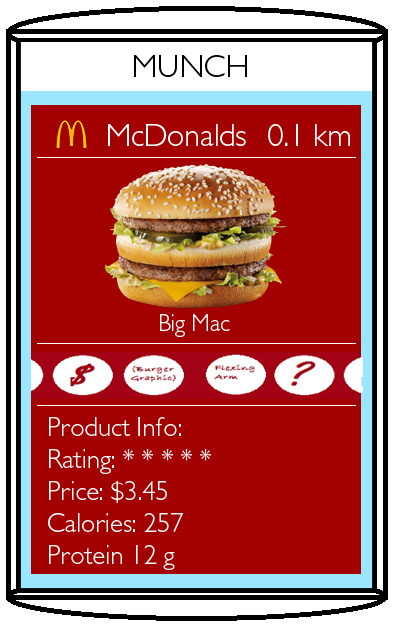 MUNCH
McDonalds 0.1 km
Big Mac
$ (Burger Flexing ?
Graphic) Arm
Product Info:
Rating: * * * * *
Price: $3.45
Calories: 257
Protein 12 g